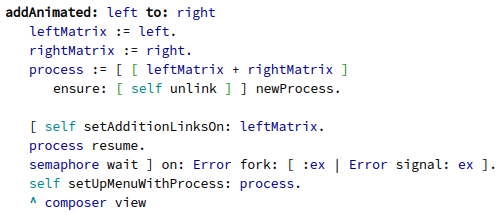 addAnimated: left to: right
leftMatrix := left.
rightMatrix := right.
process := [ [ leftMatrix + rightMatrix ]
ensure: [ self unlink ] ] newProcess.
[ self setAdditionLinksOn: leftMatrix.
process resume.
semaphore wait ] on: Error fork: [ :ex | Error signal: ex ].
self setUpMenuWithProcess: process.
^ composer view